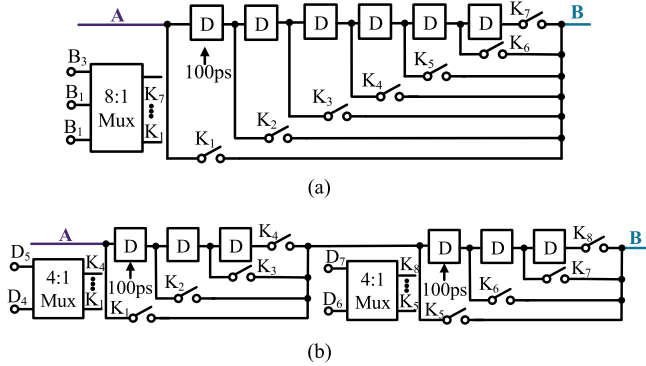 A
D D D D D D
K7
B
100ps
K6
K5
K4
K3
K2
K1
B3
B1
B1
8:1
Mux
K7
K1
(a)
A
D D D
K4
D5
D4
4:1
Mux
K4
K1
100ps
K3
K2
K1
D7
D6
4:1
Mux
K8
K5
D D D
K8
B
100ps
K7
K6
K5
(b)